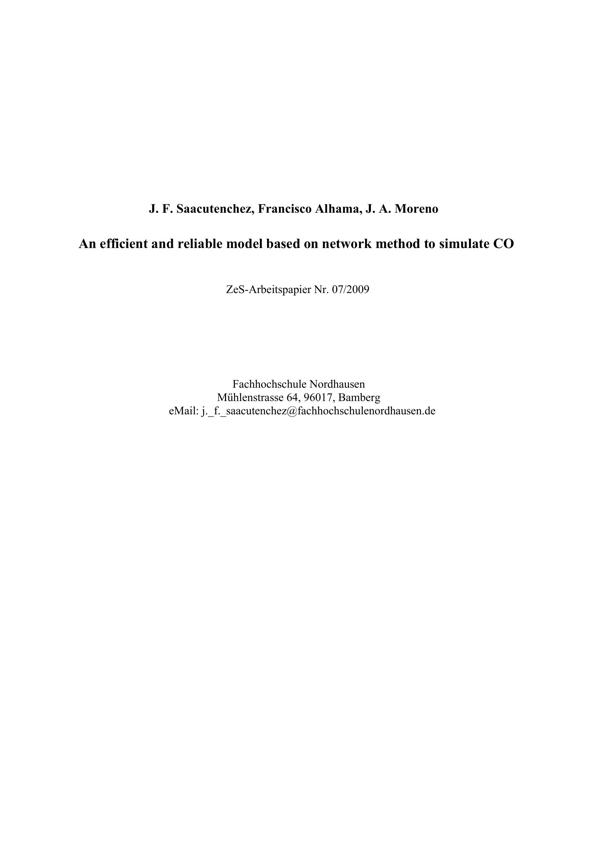 J. F. Saacutenchez, Francisco Alhama, J. A. Moreno
An efficient and reliable model based on network method to simulate CO
ZeS-Arbeitspapier Nr. 07/2009
Fachhochschule Nordhausen
Mühlenstrasse 64, 96017, Bamberg
eMail: j._f._saacutenchez@fachhochschulenordhausen.de